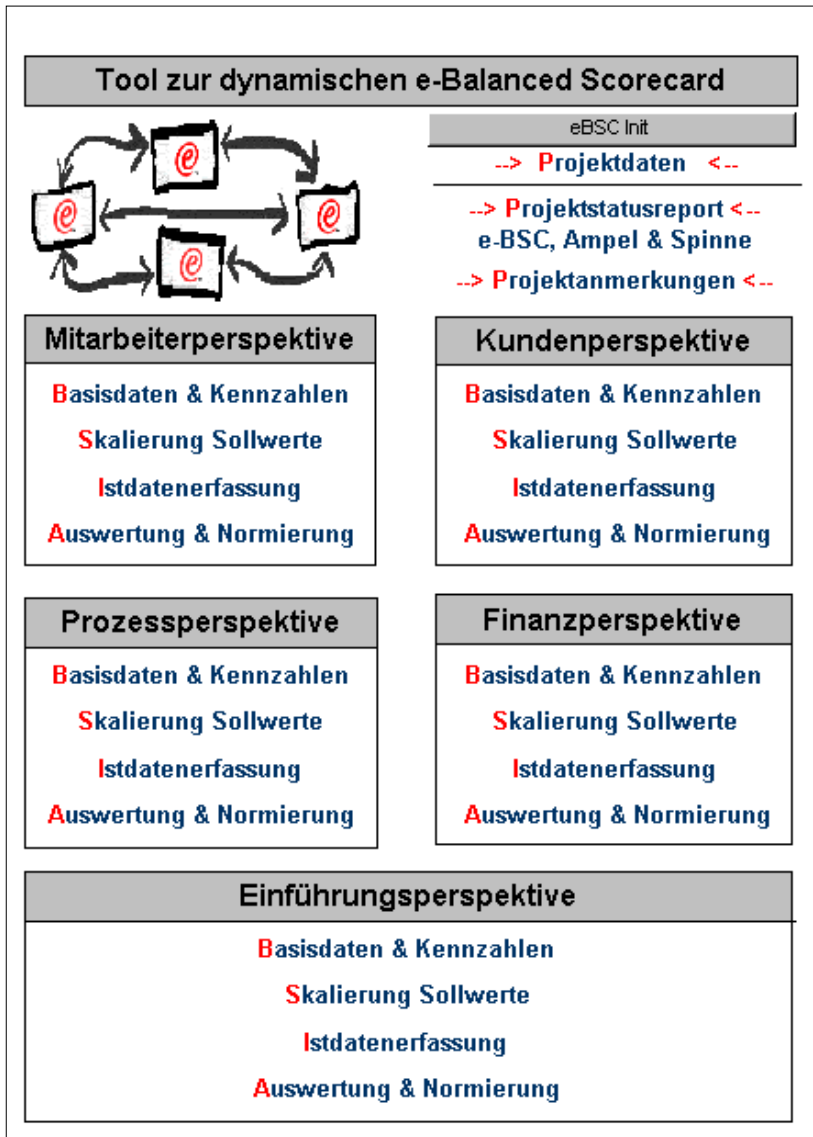 Tool zur dynamischen e-Balanced Scorecard
e
e
e
e
eBSC Init
--> Projektdaten <--
--> Projektstatusreport <--
e-BSC, Ampel & Spinne
--> Projektanmerkungen <--
Mitarbeiterperspektive
Basisdaten & Kennzahlen
Skalierung Sollwerte
Istdatenerfassung
Auswertung & Normierung
Kundenperspektive
Basisdaten & Kennzahlen
Skalierung Sollwerte
Istdatenerfassung
Auswertung & Normierung
Prozessperspektive
Basisdaten & Kennzahlen
Skalierung Sollwerte
Istdatenerfassung
Auswertung & Normierung
Finanzperspektive
Basisdaten & Kennzahlen
Skalierung Sollwerte
Istdatenerfassung
Auswertung & Normierung
Einführungsperspektive
Basisdaten & Kennzahlen
Skalierung Sollwerte
Istdatenerfassung
Auswertung & Normierung